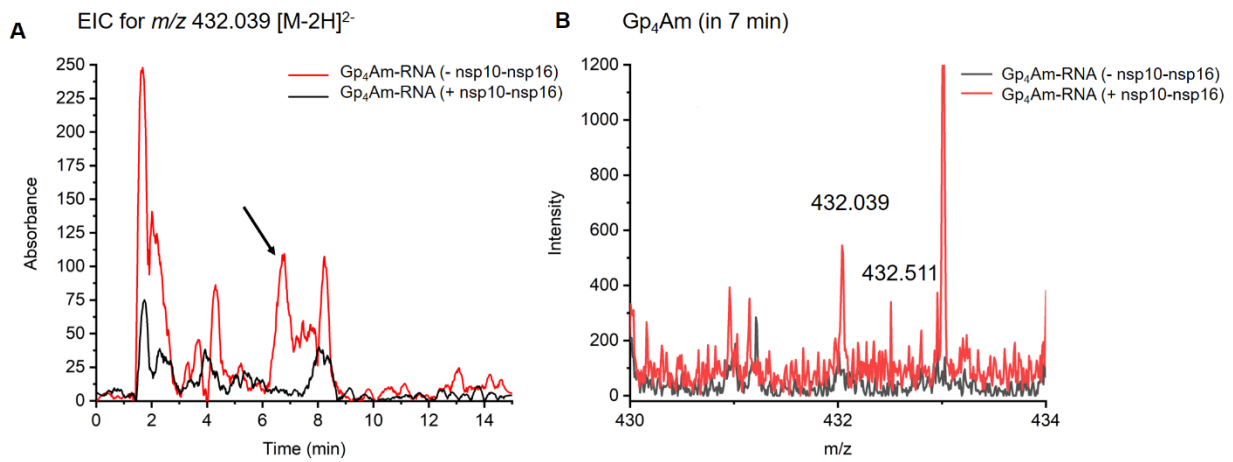 A
EIC for m/z 432.039 [M-2H]²⁻
Gp₄Am-RNA (- nsp10-nsp16)
Gp₄Am-RNA (+ nsp10-nsp16)
250
225
200
175
150
125
100
75
50
25
0
Absorbance
0 2 4 6 8 10 12 14
Time (min)
B
Gp₄Am (in 7 min)
Gp₄Am-RNA (- nsp10-nsp16)
Gp₄Am-RNA (+ nsp10-nsp16)
1200
1000
800
600
400
200
0
Intensity
432.039
432.511
430 432 434
m/z